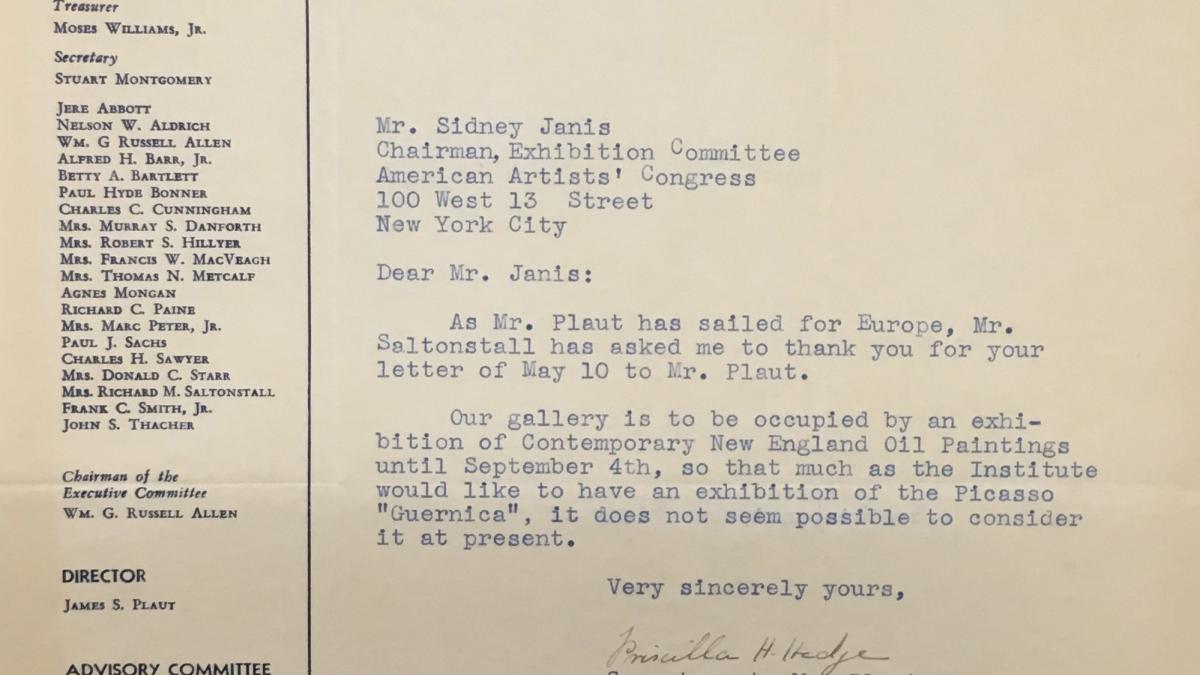 Treasurer
MOSES WILLIAMS, JR.
Secretary
STUART MONTGOMERY
JERE ABBOTT
NELSON W. ALDRICH
WM. G RUSSELL ALLEN
ALFRED H. BARR, JR.
BETTY A. BARTLETT
PAUL HYDE BONNER
CHARLES C. CUNNINGHAM
MRS. MURRAY S. DANFORTH
MRS. ROBERT S. HILLYER
MRS. FRANCIS W. MACVEAGH
MRS. THOMAS N. METCALF
AGNES MONGAN
RICHARD C. PAINE
MRS. MARC PETER, JR.
PAUL J. SACHS
CHARLES H. SAWYER
MRS. DONALD C. STARR
MRS. RICHARD M. SALTONSTALL
FRANK C. SMITH, JR.
JOHN S. THACHER
Chairman of the
Executive Committee
WM. G. RUSSELL ALLEN
DIRECTOR
JAMES S. PLAUT
ADVISORY COMMITTEE
Mr. Sidney Janis
Chairman, Exhibition Committee
American Artists' Congress
100 West 13 Street
New York City
Dear Mr. Janis:
As Mr. Plaut has sailed for Europe, Mr.
Saltonstall has asked me to thank you for your
letter of May 10 to Mr. Plaut.
Our gallery is to be occupied by an exhi-
bition of Contemporary New England Oil Paintings
until September 4th, so that much as the Institute
would like to have an exhibition of the Picasso
"Guernica", it does not seem possible to consider
it at present.
Very sincerely yours,
Priscilla H. Hedge